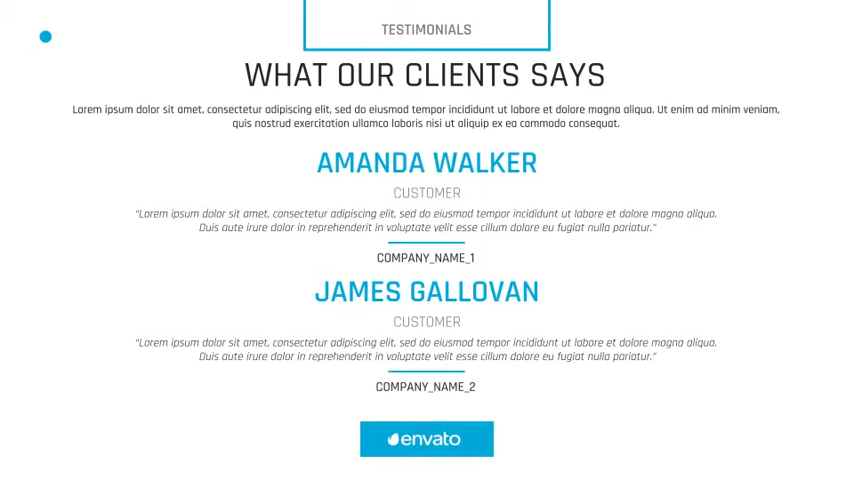 TESTIMONIALS
WHAT OUR CLIENTS SAYS
Lorem ipsum dolor sit amet, consectetur adipiscing elit, sed do eiusmod tempor incididunt ut labore et dolore magna aliqua. Ut enim ad minim veniam,
quis nostrud exercitation ullamco laboris nisi ut aliquip ex ea commodo consequat.
AMANDA WALKER
CUSTOMER
“Lorem ipsum dolor sit amet, consectetur adipiscing elit, sed do eiusmod tempor incididunt ut labore et dolore magna aliqua.
Duis aute irure dolor in reprehenderit in voluptate velit esse cillum dolore eu fugiat nulla pariatur.”
COMPANY_NAME_1
JAMES GALLOVAN
CUSTOMER
“Lorem ipsum dolor sit amet, consectetur adipiscing elit, sed do eiusmod tempor incididunt ut labore et dolore magna aliqua.
Duis aute irure dolor in reprehenderit in voluptate velit esse cillum dolore eu fugiat nulla pariatur.”
COMPANY_NAME_2
envato